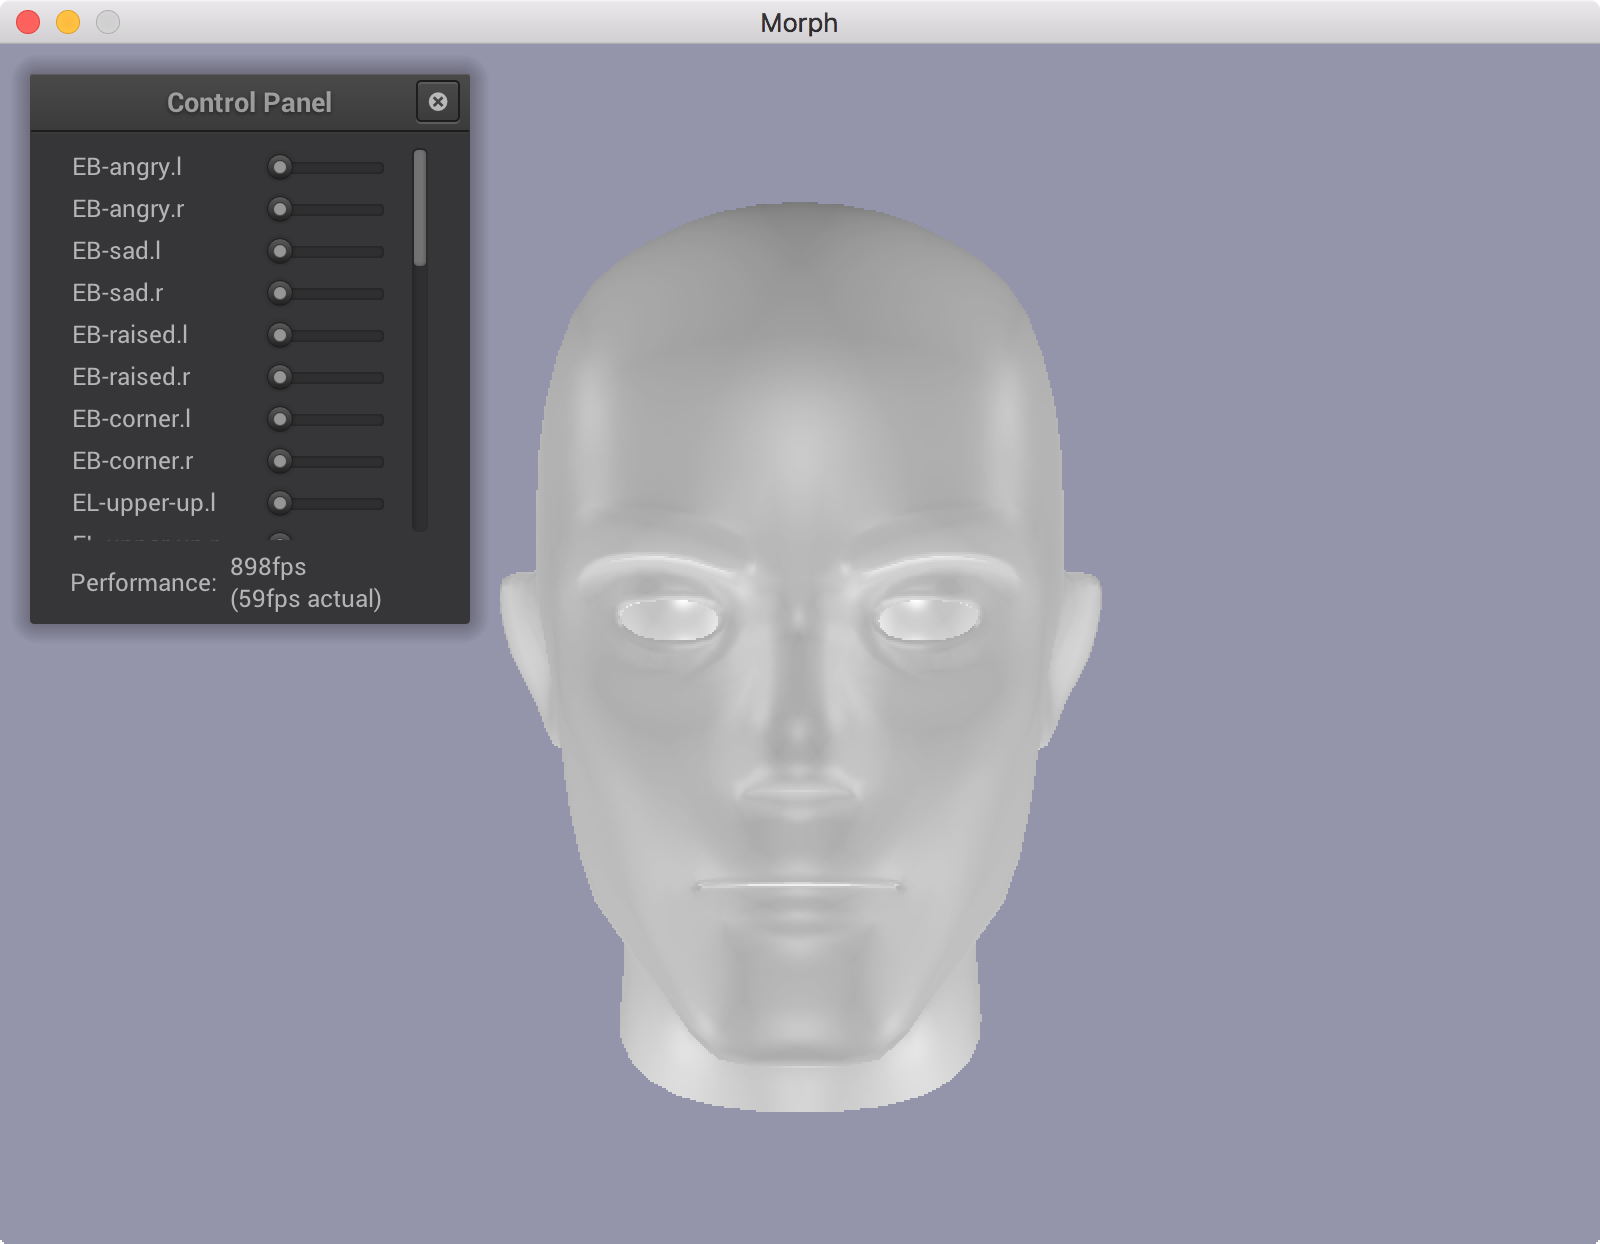 Morph
Control Panel
EB-angry.l
EB-angry.r
EB-sad.l
EB-sad.r
EB-raised.l
EB-raised.r
EB-corner.l
EB-corner.r
EL-upper-up.l
Performance:
898fps
(59fps actual)